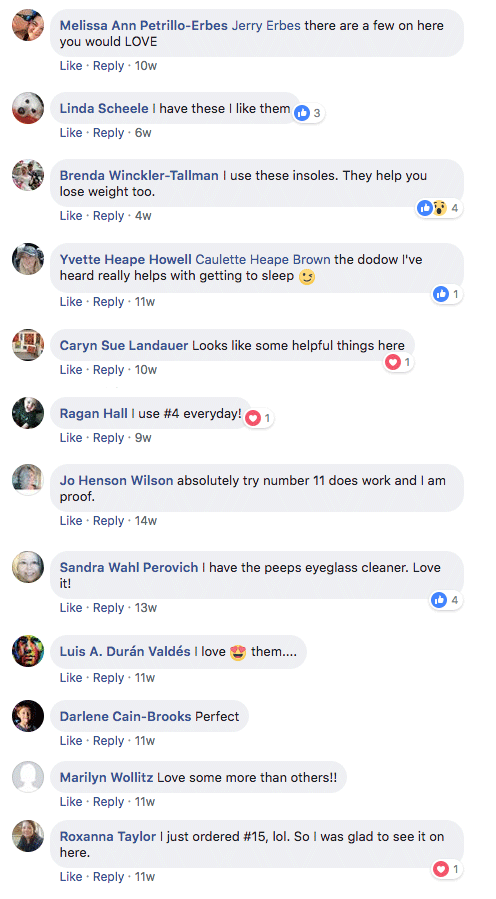 Melissa Ann Petrillo-Erbes Jerry Erbes there are a few on here
you would LOVE
Like · Reply · 10w
Linda Scheele I have these I like them
3
Like · Reply · 6w
Brenda Winckler-Tallman I use these insoles. They help you
lose weight too.
4
Like · Reply · 4w
Yvette Heape Howell Caulette Heape Brown the dodow I've
heard really helps with getting to sleep 😉
1
Like · Reply · 11w
Caryn Sue Landauer Looks like some helpful things here
1
Like · Reply · 10w
Ragan Hall I use #4 everyday!
1
Like · Reply · 9w
Jo Henson Wilson absolutely try number 11 does work and I am
proof.
Like · Reply · 14w
Sandra Wahl Perovich I have the peeps eyeglass cleaner. Love
it!
4
Like · Reply · 13w
Luis A. Durán Valdés I love 😍 them....
Like · Reply · 11w
Darlene Cain-Brooks Perfect
Like · Reply · 11w
Marilyn Wollitz Love some more than others!!
Like · Reply · 11w
Roxanna Taylor I just ordered #15, lol. So I was glad to see it on
here.
1
Like · Reply · 11w